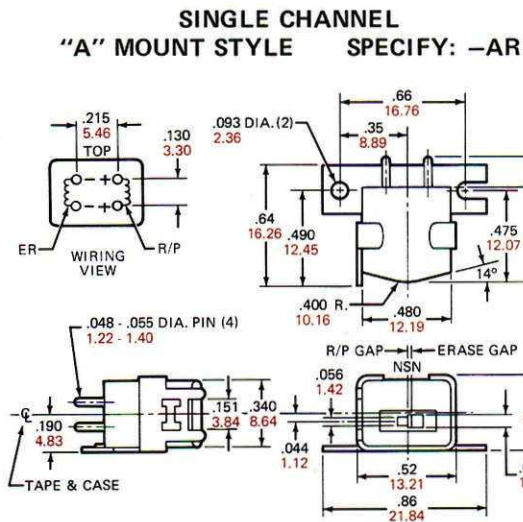 SINGLE CHANNEL
“A” MOUNT STYLE SPECIFY: –AR
.215
5.46
TOP
.130
3.30
– +
– +
ER
R/P
WIRING
VIEW
.093 DIA. (2)
2.36
.66
16.76
.35
8.89
.64
16.26
.490
12.45
.475
12.07
14°
.400 R.
10.16
.480
12.19
.048 - .055 DIA. PIN (4)
1.22 - 1.40
.190
4.83
.151
3.84
.340
8.64
TAPE & CASE
R/P GAP
ERASE GAP
NSN
.056
1.42
.044
1.12
.52
13.21
.86
21.84